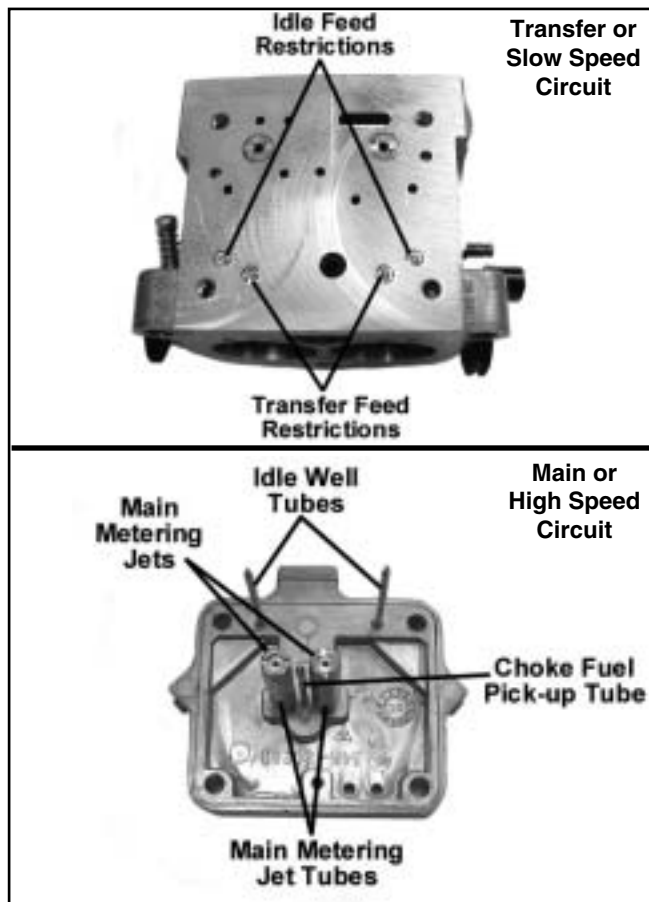 Idle Feed
Restrictions
Transfer or
Slow Speed
Circuit
Transfer Feed
Restrictions
Main or
High Speed
Circuit
Idle Well
Tubes
Main
Metering
Jets
Choke Fuel
Pick-up Tube
Main Metering
Jet Tubes